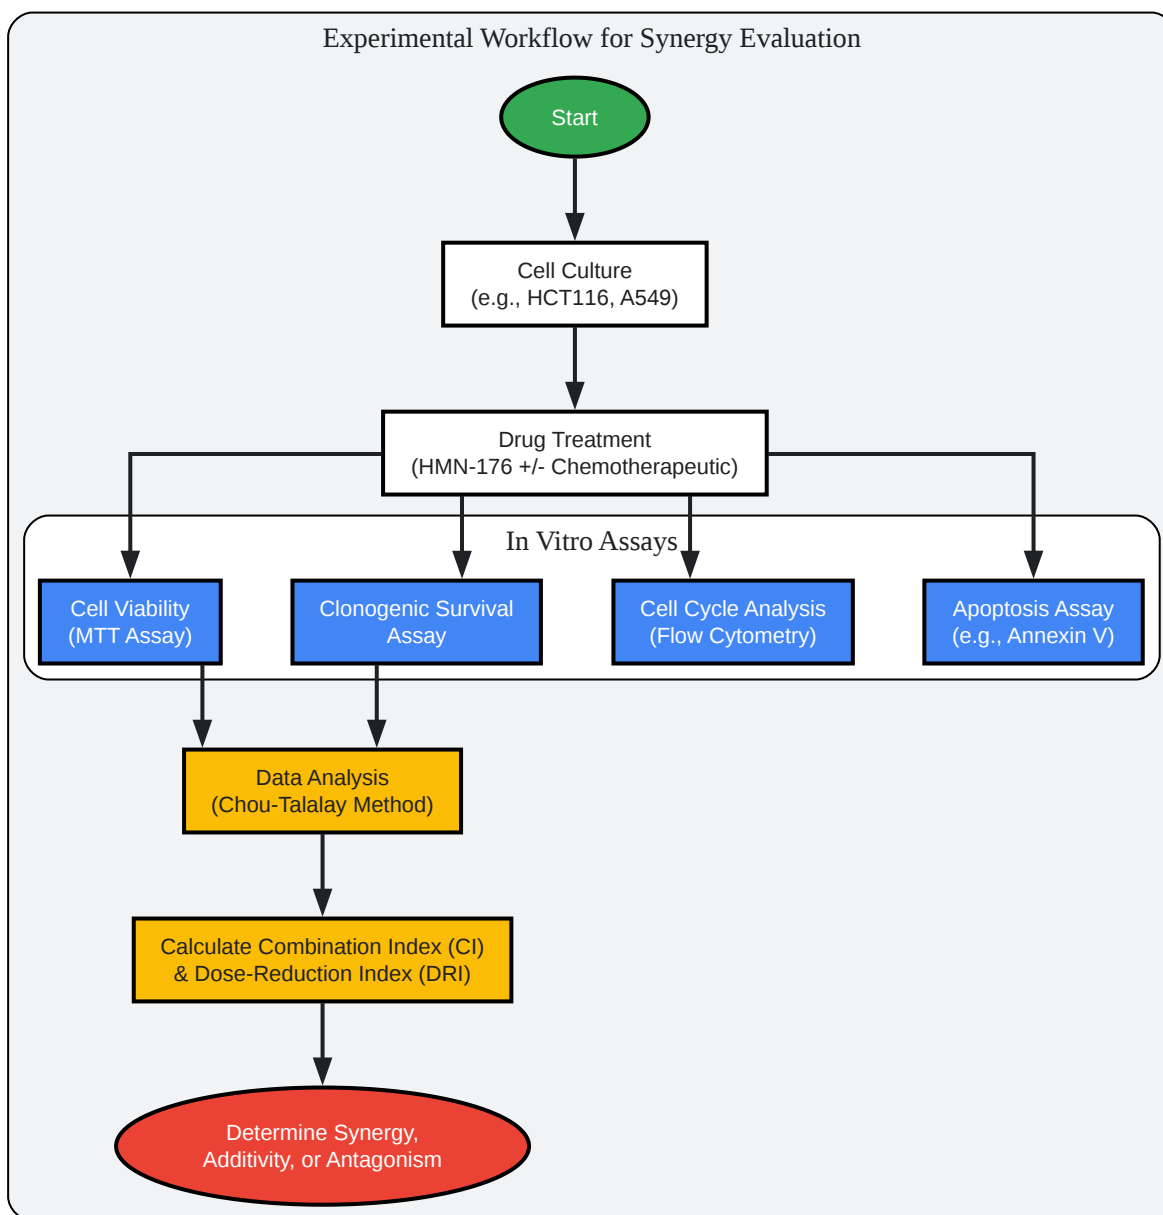 Experimental Workflow for Synergy Evaluation
Start
Cell Culture
(e.g., HCT116, A549)
Drug Treatment
(HMN-176 +/- Chemotherapeutic)
In Vitro Assays
Cell Viability
(MTT Assay)
Clonogenic Survival
Assay
Cell Cycle Analysis
(Flow Cytometry)
Apoptosis Assay
(e.g., Annexin V)
Data Analysis
(Chou-Talalay Method)
Calculate Combination Index (CI)
& Dose-Reduction Index (DRI)
Determine Synergy,
Additivity, or Antagonism